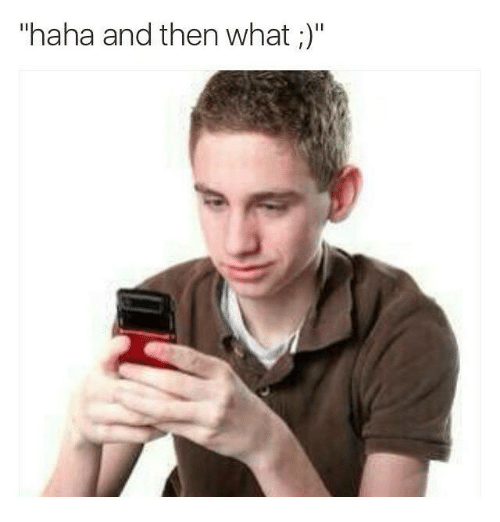 "haha and then what ;)"